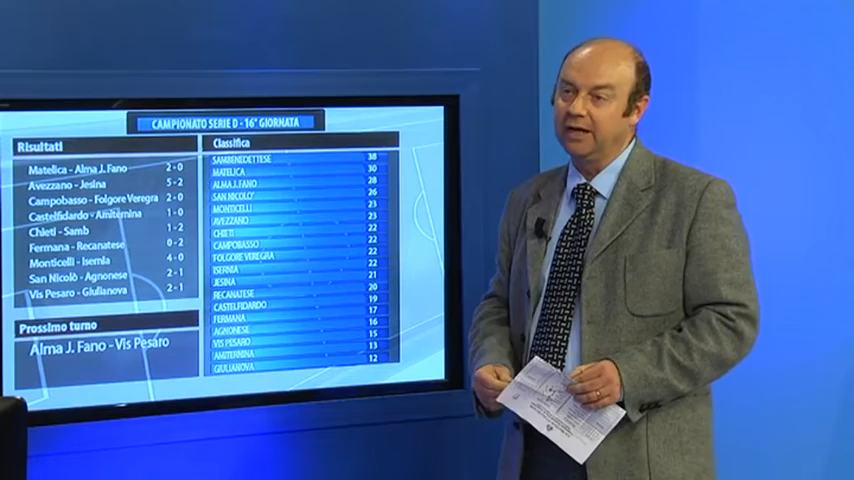 CAMPIONATO SERIE D - 16ª GIORNATA
Risultati
Matelica - Alma J. Fano 2 - 0
Avezzano - Jesina 5 - 2
Campobasso - Folgore Veregra 2 - 0
Castelfidardo - Amiternina 1 - 0
Chieti - Samb 1 - 2
Fermana - Recanatese 0 - 2
Monticelli - Isernia 4 - 0
San Nicolò - Agnonese 2 - 1
Vis Pesaro - Giulianova 2 - 1
Prossimo turno
Alma J. Fano - Vis Pesaro
Classifica
SAMBENEDETTESE 38
MATELICA 30
ALMA J. FANO 28
SAN NICOLO' 26
MONTICELLI 23
AVEZZANO 23
CHIETI 22
CAMPOBASSO 22
FOLGORE VEREGRA 22
ISERNIA 22
JESINA 21
RECANATESE 20
CASTELFIDARDO 19
FERMANA 17
AGNONESE 16
VIS PESARO 15
AMITERNINA 13
GIULIANOVA 12